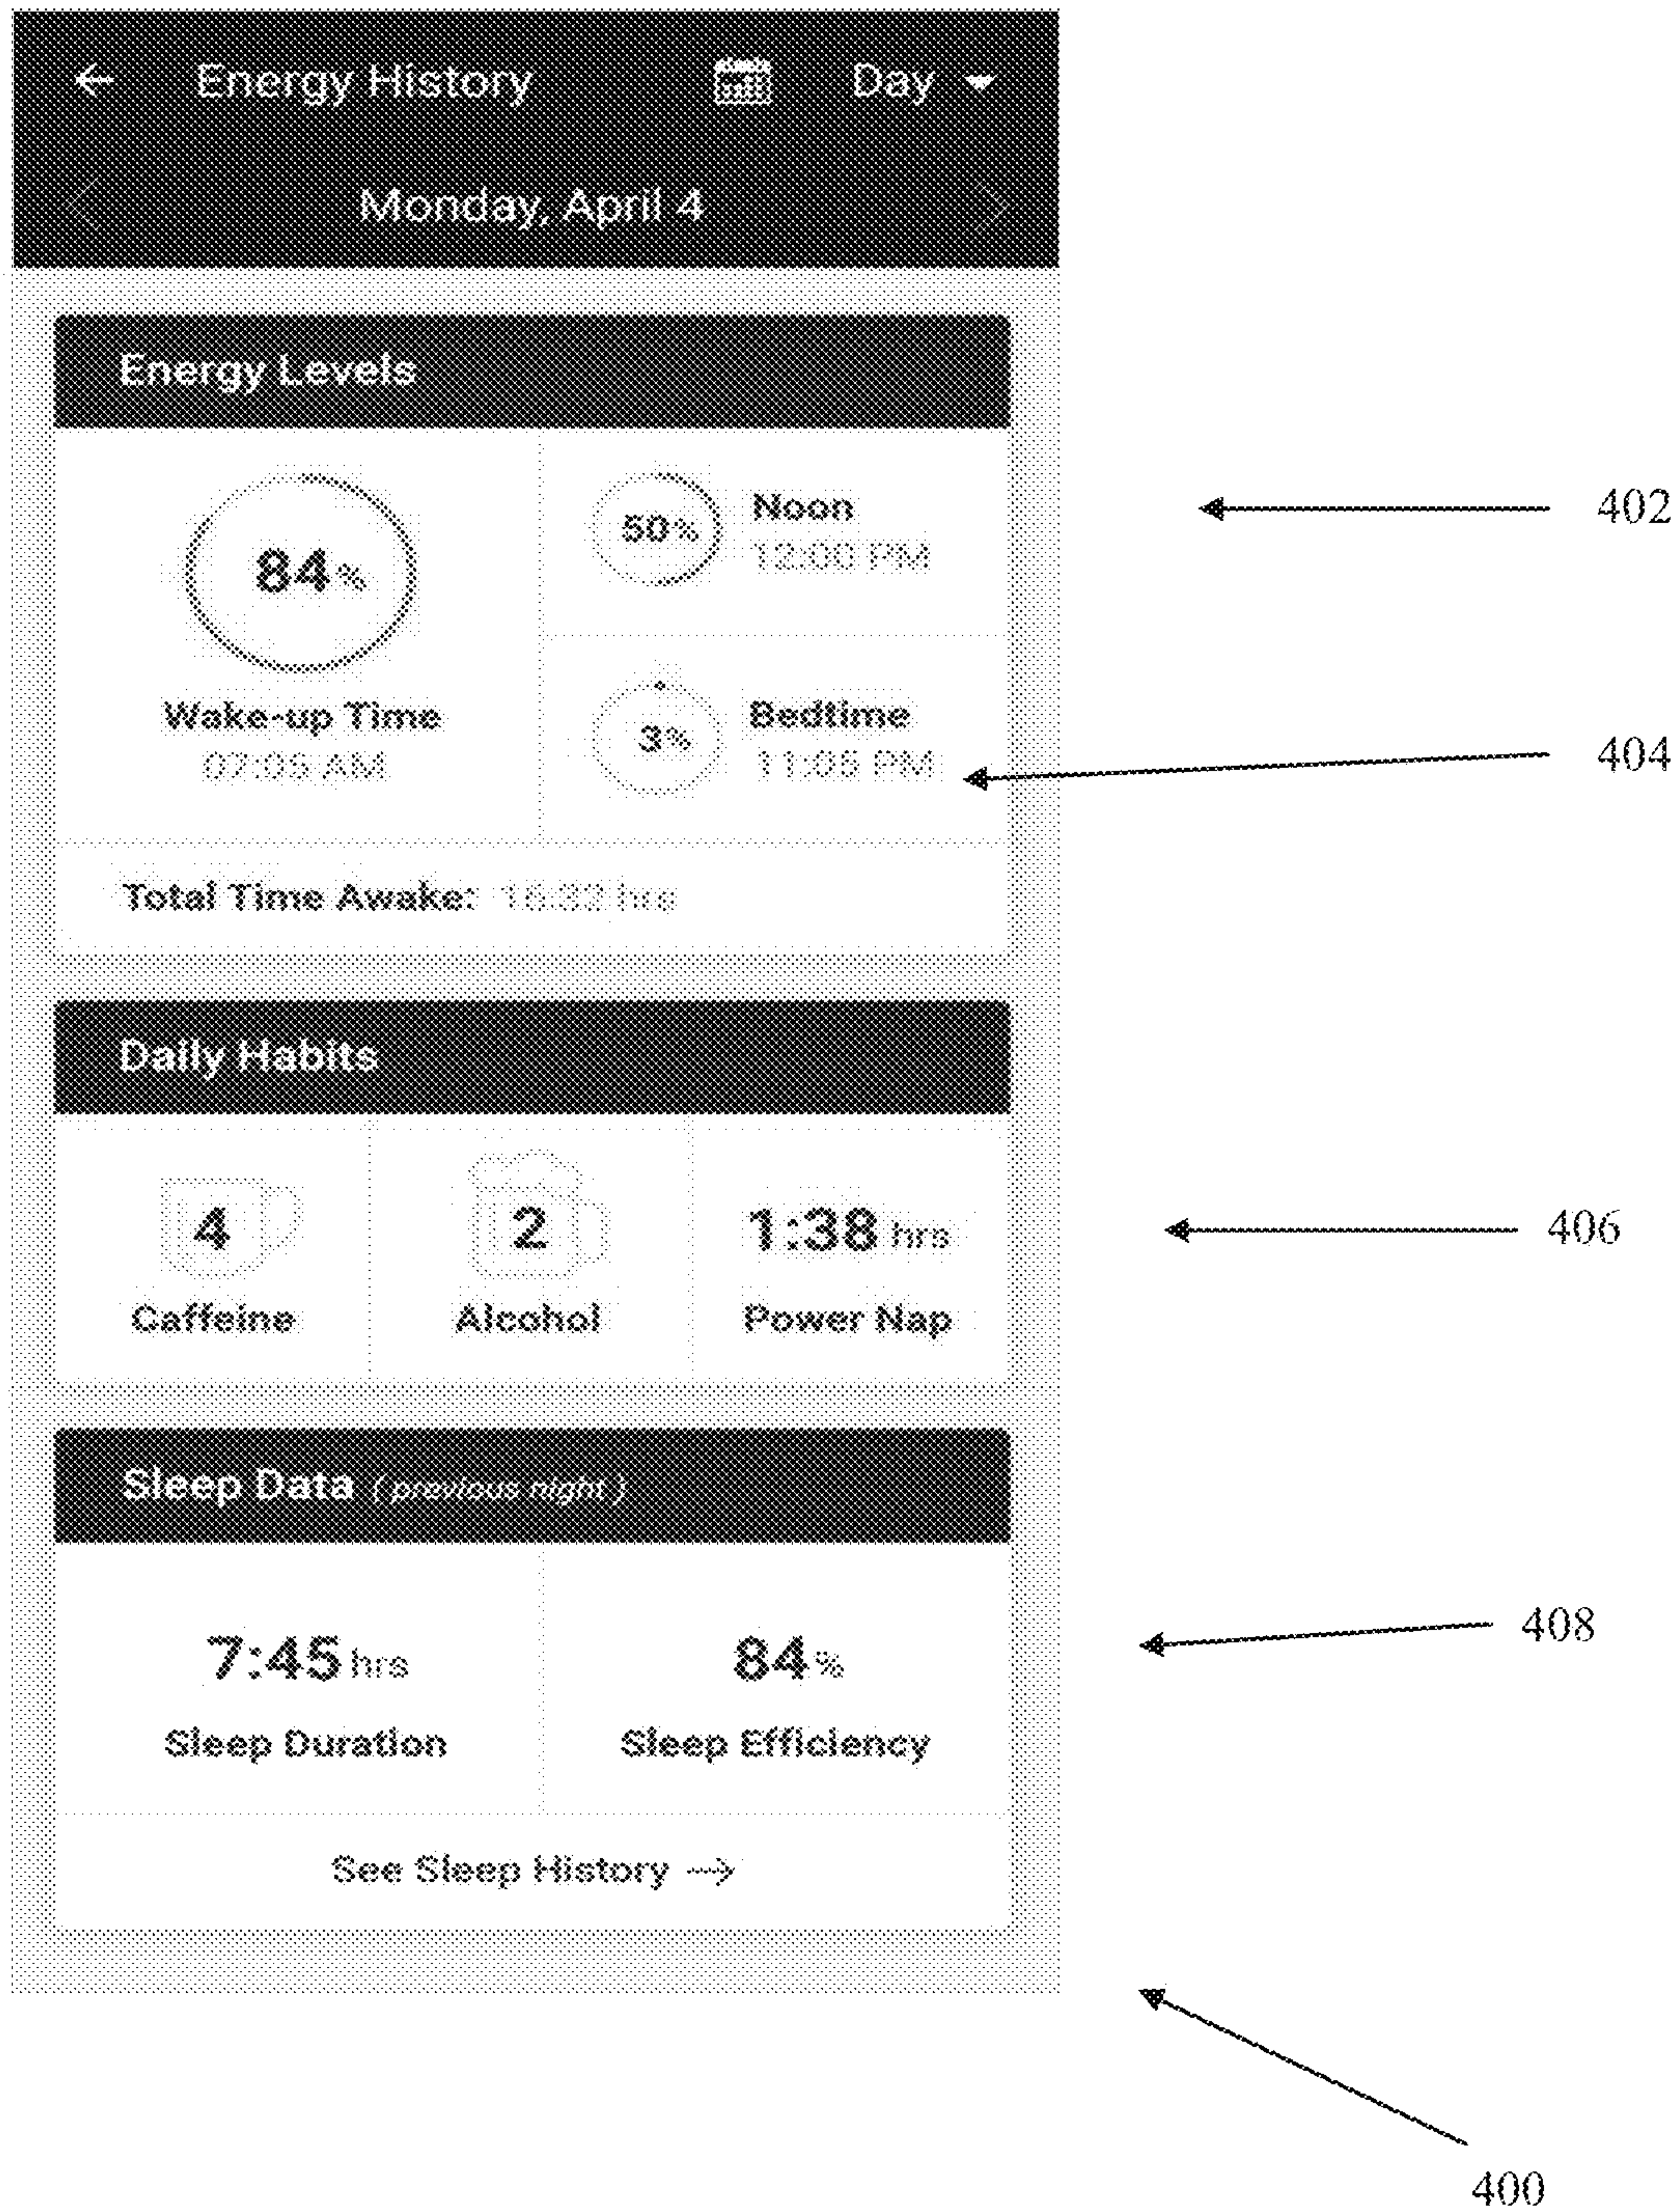 Energy History Day
Monday, April 4
Energy Levels
84%
Wake-up Time
07:05 AM
50% Noon
12:00 PM
402
3% Bedtime
11:05 PM
404
Total Time Awake: hrs
Daily Habits
4
Caffeine
2
Alcohol
1:38 hrs
Power Nap
406
Sleep Data (previous night)
7:45 hrs
Sleep Duration
84%
Sleep Efficiency
408
See Sleep History →
400